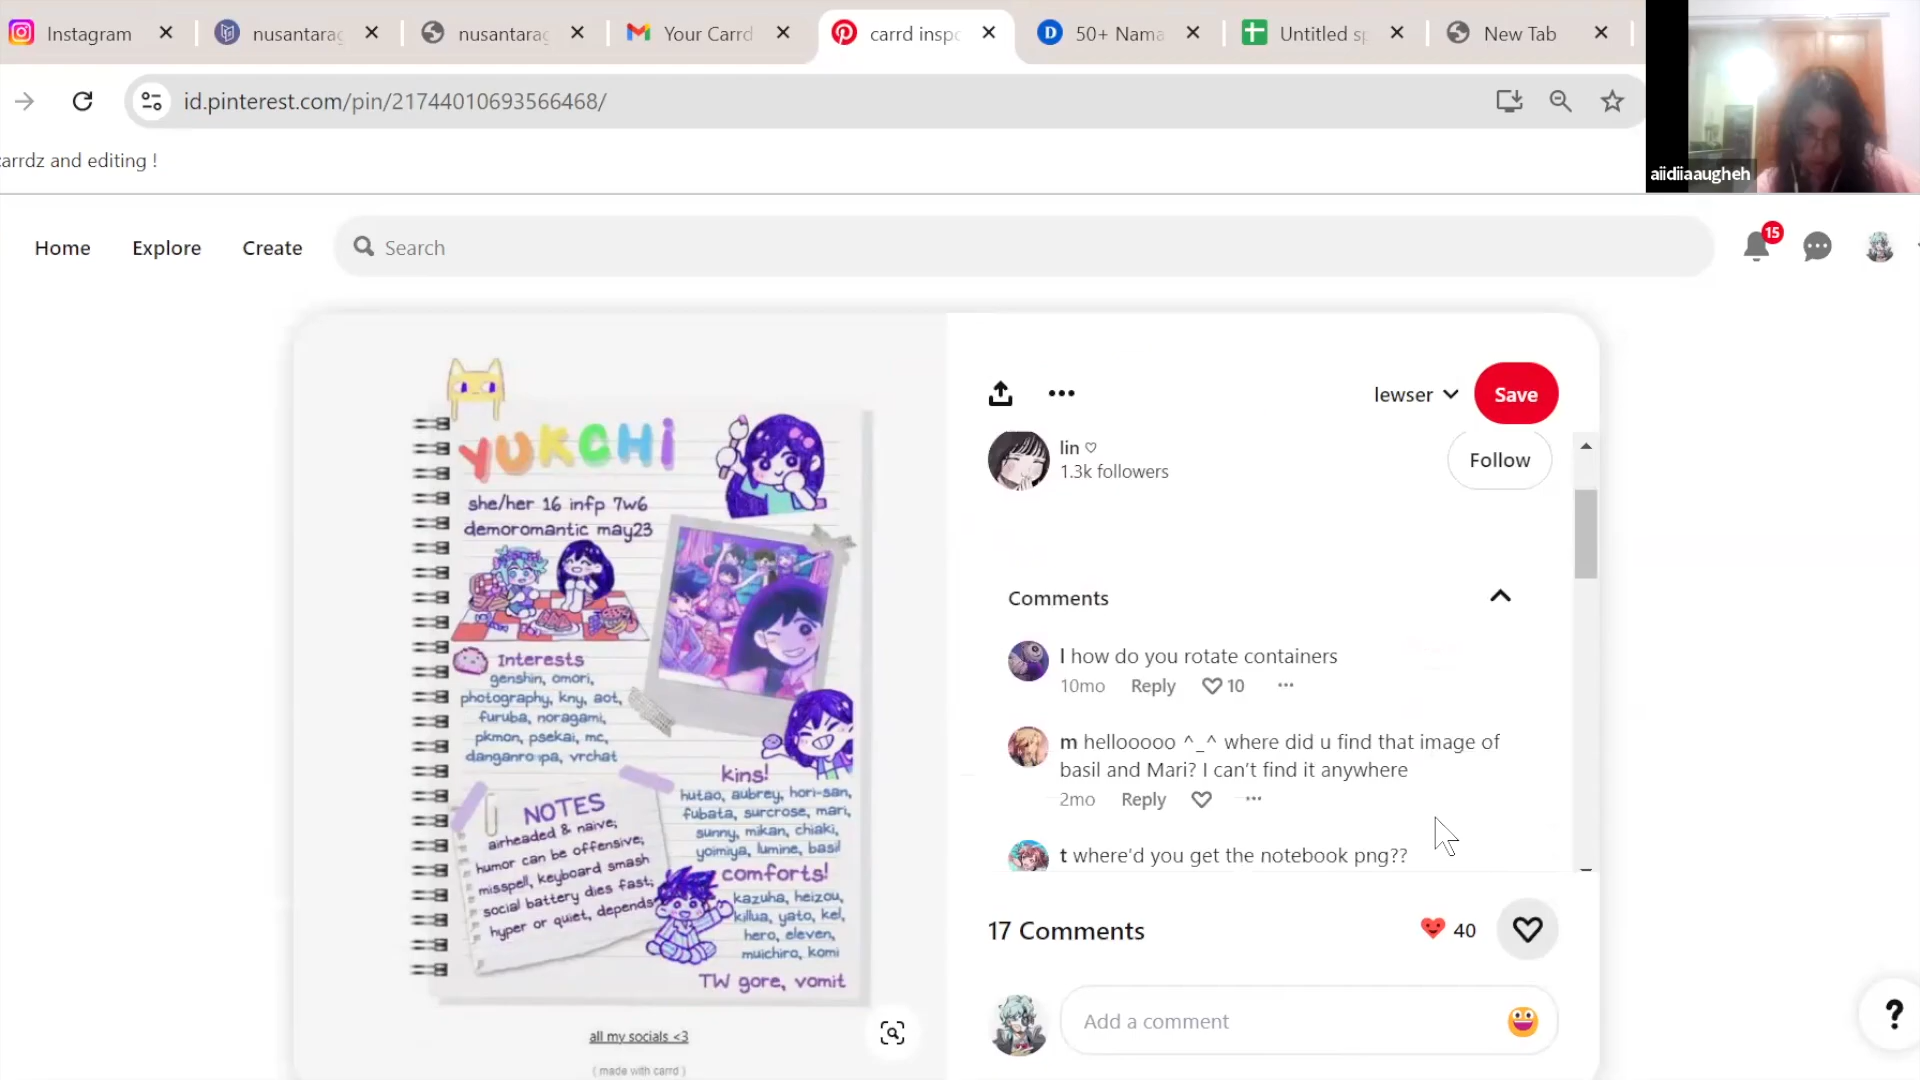 Instagram
nusantarag
nusantarag
Your Carrd
carrd inspo
50+ Nama
Untitled sp
New Tab
id.pinterest.com/pin/21744010693566468/
carrdz and editing !
aiidiiaaugheh
Home
Explore
Create
Search
15
lewser
Save
lin ♡
1.3k followers
Follow
YUKCHi
she/her 16 infp 7w6
demoromantic may23
Interests
genshin, omori,
photography, kny, aot,
furuba, noragami,
pkmon, psekai, mc,
danganropa, vrchat
NOTES
airheaded & naive;
humor can be offensive;
misspell, keyboard smash
social battery dies fast;
hyper or quiet, depends
kins!
hutao, aubrey, hori-san,
fubata, surcrose, mari,
sunny, mikan, chiaki,
yoimiya, lumine, basil
comforts!
kazuha, heizou,
killua, yato, kel,
hero, eleven,
muichiro, komi
TW gore, vomit
all my socials <3
( made with carrd )
Comments
l how do you rotate containers
10mo Reply 10
m hellooooo ^_^ where did u find that image of
basil and Mari? I can't find it anywhere
2mo Reply
t where'd you get the notebook png??
17 Comments
40
Add a comment
?